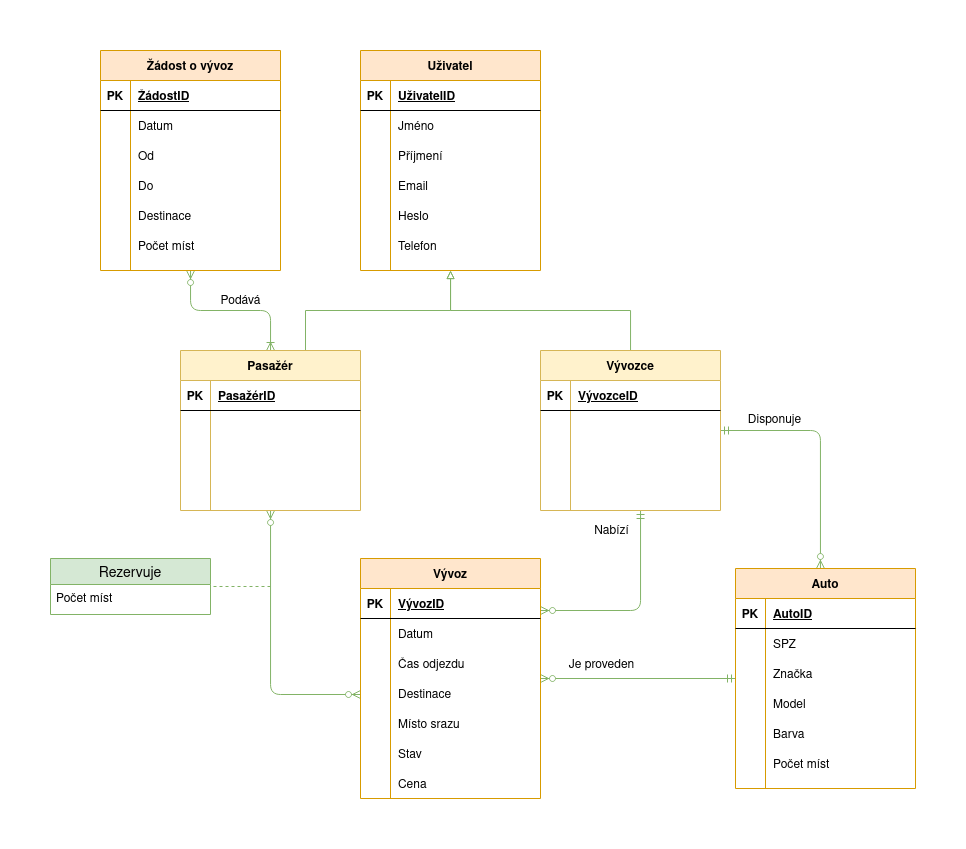 Žádost o vývoz
PK ŽádostID
Datum
Od
Do
Destinace
Počet míst
Uživatel
PK UživatelID
Jméno
Příjmení
Email
Heslo
Telefon
Podává
Pasažér
PK PasažérID
Vývozce
PK VývozceID
Disponuje
Nabízí
Rezervuje
Počet míst
Vývoz
PK VývozID
Datum
Čas odjezdu
Destinace
Místo srazu
Stav
Cena
Je proveden
Auto
PK AutoID
SPZ
Značka
Model
Barva
Počet míst